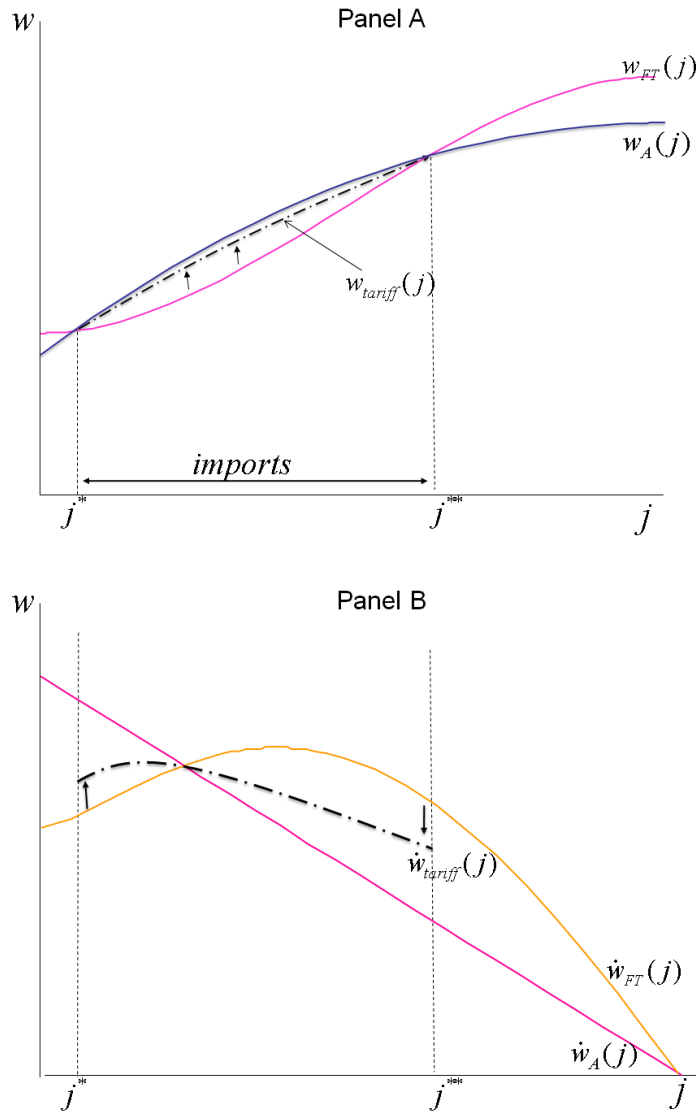 w
Panel A
w_FT(j)
w_A(j)
w_tariff(j)
imports
j**
j***
j
w
Panel B
ẇ_tariff(j)
ẇ_FT(j)
ẇ_A(j)
j**
j***
j